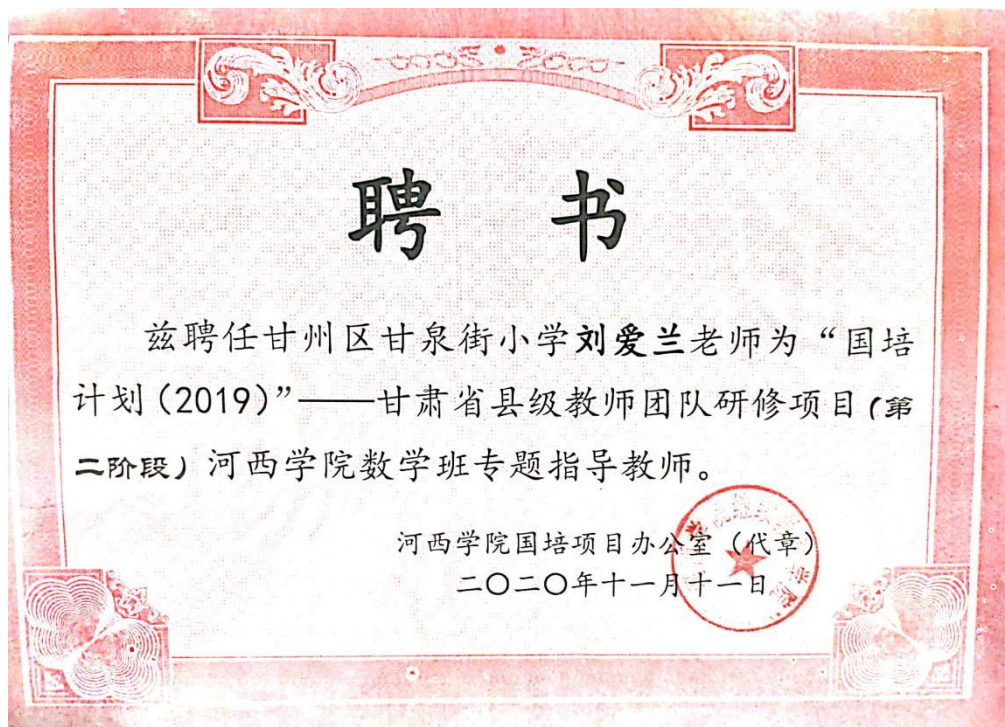 聘 书
兹聘任甘州区甘泉街小学刘爱兰老师为“国培
计划(2019)”——甘肃省县级教师团队研修项目(第
二阶段)河西学院数学班专题指导教师。
河西学院国培项目办公室(代章)
二〇二〇年十一月十一日